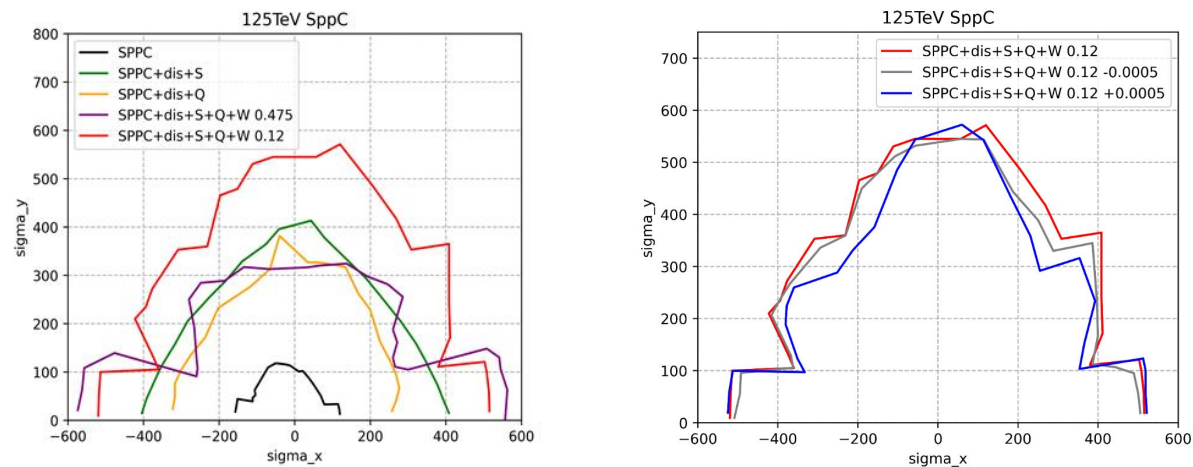 125TeV SppC
SPPC
SPPC+dis+S
SPPC+dis+Q
SPPC+dis+S+Q+W 0.475
SPPC+dis+S+Q+W 0.12
800
700
600
500
400
300
200
100
0
sigma_y
−600 −400 −200 0 200 400 600
sigma_x
125TeV SppC
SPPC+dis+S+Q+W 0.12
SPPC+dis+S+Q+W 0.12 -0.0005
SPPC+dis+S+Q+W 0.12 +0.0005
700
600
500
400
300
200
100
0
sigma_y
−600 −400 −200 0 200 400 600
sigma_x